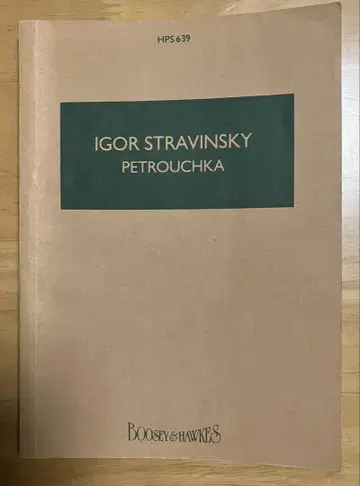 HPS 639
IGOR STRAVINSKY
PETROUCHKA
BOOSEY & HAWKES